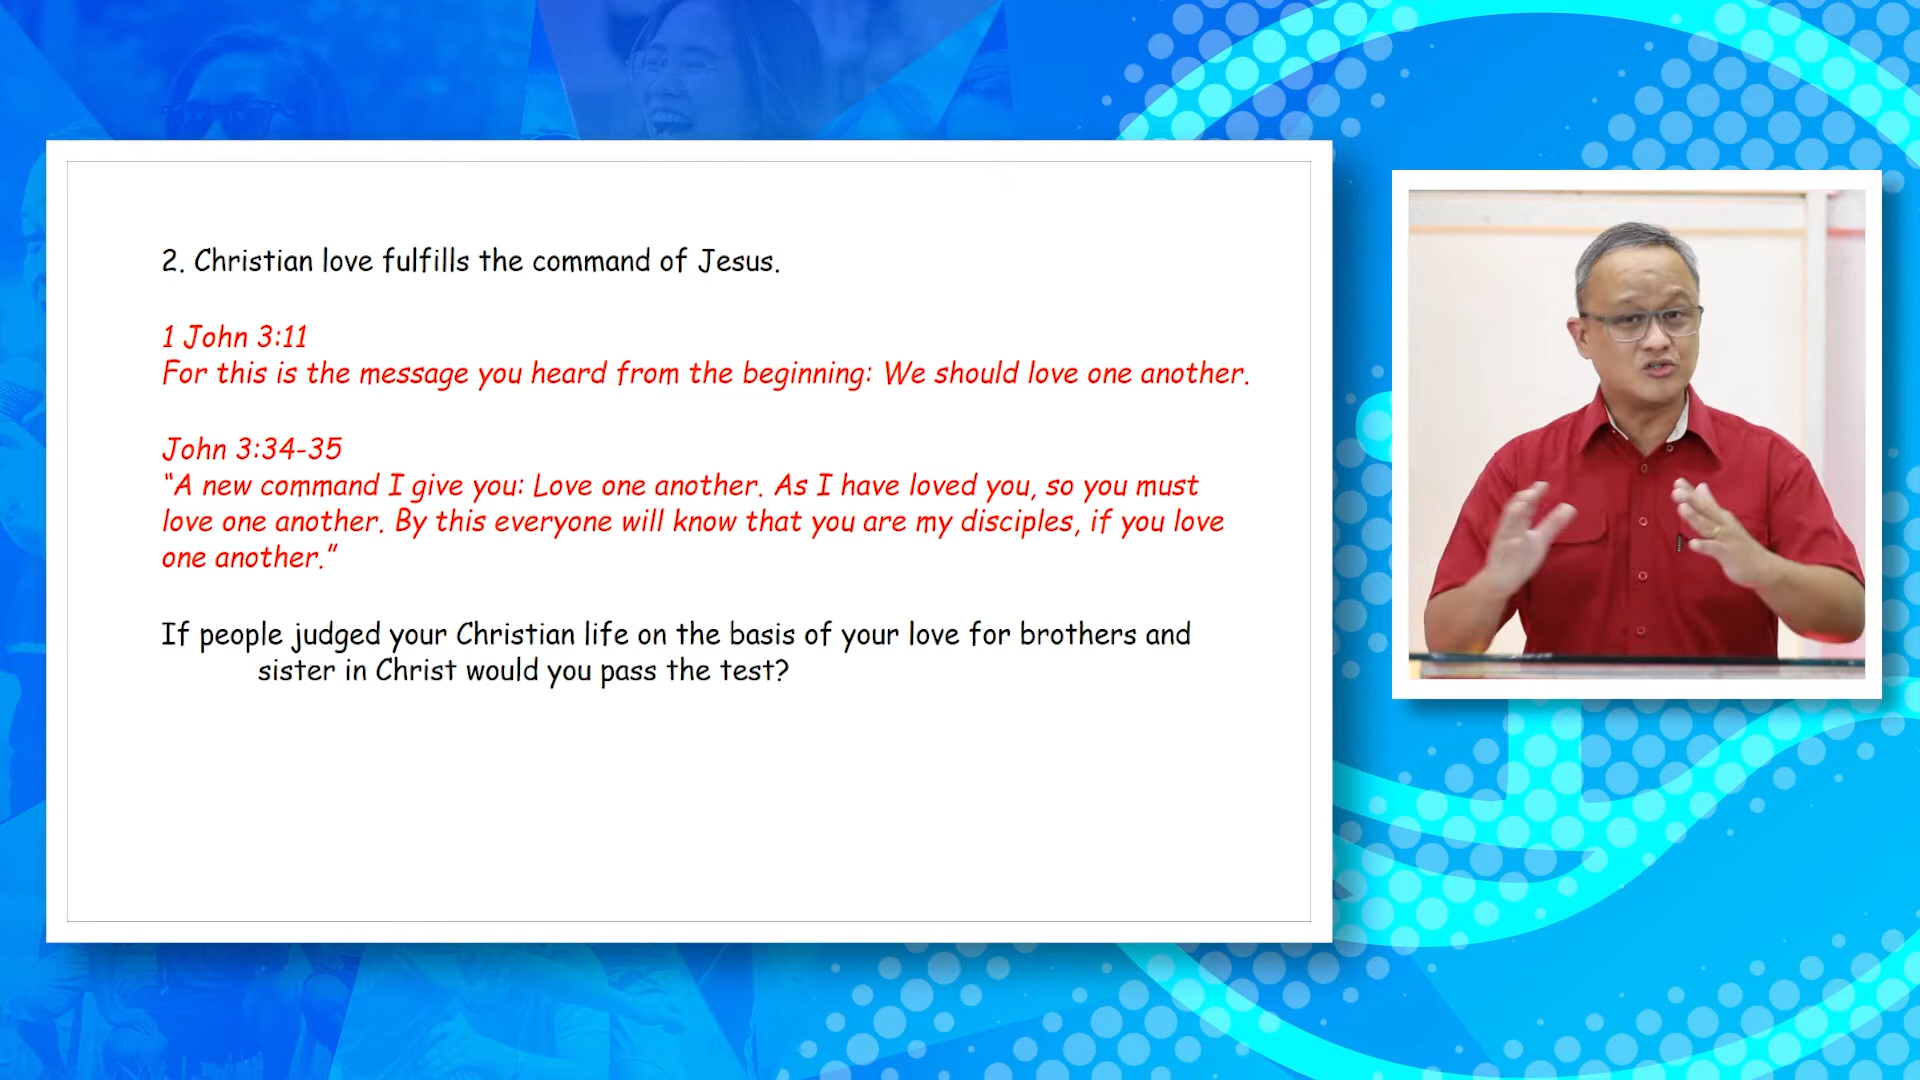 2. Christian love fulfills the command of Jesus.
1 John 3:11
For this is the message you heard from the beginning: We should love one another.
John 3:34-35
“A new command I give you: Love one another. As I have loved you, so you must
love one another. By this everyone will know that you are my disciples, if you love
one another.”
If people judged your Christian life on the basis of your love for brothers and
sister in Christ would you pass the test?